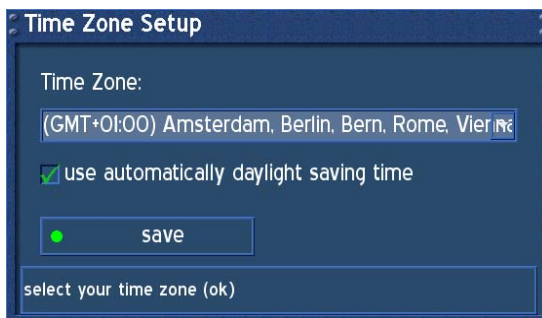 Time Zone Setup
Time Zone:
(GMT+01:00) Amsterdam, Berlin, Bern, Rome,
use automatically daylight saving time
save
select your time zone (ok)